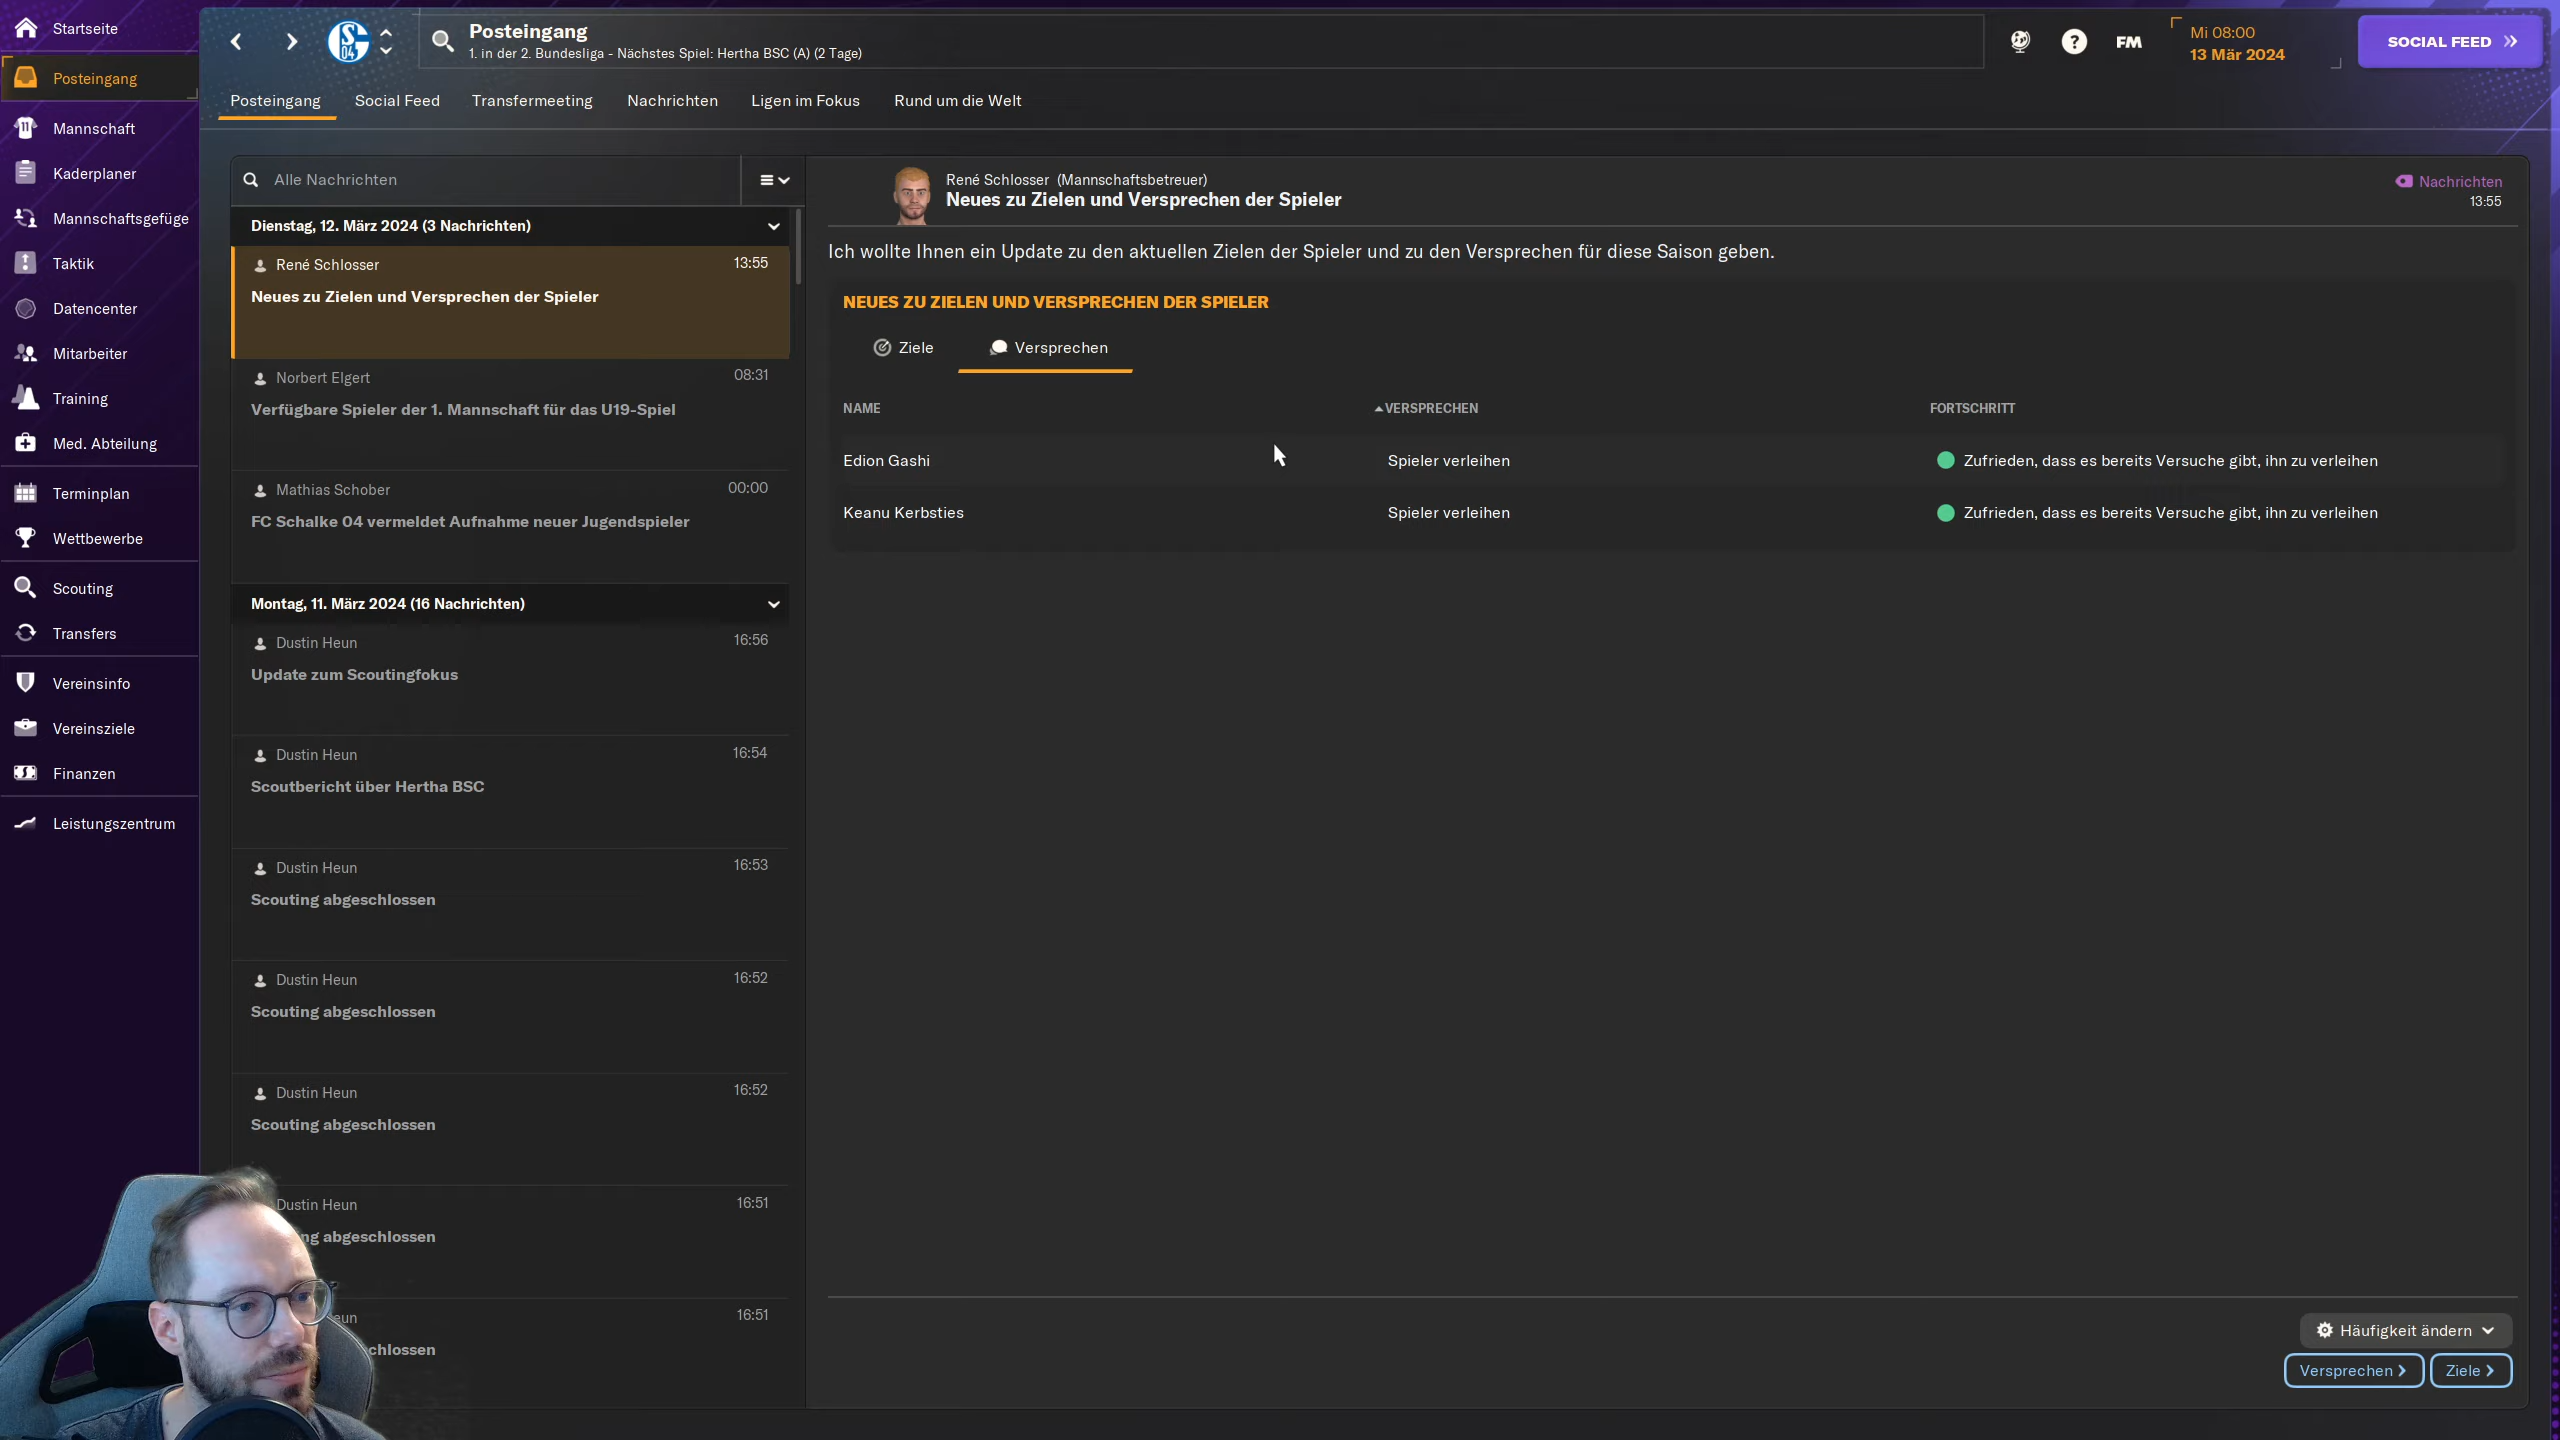 Startseite
Posteingang
Mannschaft
Kaderplaner
Mannschaftsgefüge
Taktik
Datencenter
Mitarbeiter
Training
Med. Abteilung
Terminplan
Wettbewerbe
Scouting
Transfers
Vereinsinfo
Vereinsziele
Finanzen
Leistungszentrum
Posteingang
1. in der 2. Bundesliga - Nächstes Spiel: Hertha BSC (A) (2 Tage)
FM
Mi 08:00
13 Mär 2024
SOCIAL FEED
Posteingang Social Feed Transfermeeting Nachrichten Ligen im Fokus Rund um die Welt
Alle Nachrichten
Dienstag, 12. März 2024 (3 Nachrichten)
René Schlosser 13:55
Neues zu Zielen und Versprechen der Spieler
Norbert Elgert 08:31
Verfügbare Spieler der 1. Mannschaft für das U19-Spiel
Mathias Schober 00:00
FC Schalke 04 vermeldet Aufnahme neuer Jugendspieler
Montag, 11. März 2024 (16 Nachrichten)
Dustin Heun 16:56
Update zum Scoutingfokus
Dustin Heun 16:54
Scoutbericht über Hertha BSC
Dustin Heun 16:53
Scouting abgeschlossen
Dustin Heun 16:52
Scouting abgeschlossen
Dustin Heun 16:52
Scouting abgeschlossen
Dustin Heun 16:51
ng abgeschlossen
eun 16:51
chlossen
René Schlosser (Mannschaftsbetreuer)
Neues zu Zielen und Versprechen der Spieler
Nachrichten
13:55
Ich wollte Ihnen ein Update zu den aktuellen Zielen der Spieler und zu den Versprechen für diese Saison geben.
NEUES ZU ZIELEN UND VERSPRECHEN DER SPIELER
Ziele Versprechen
NAME VERSPRECHEN FORTSCHRITT
Edion Gashi Spieler verleihen Zufrieden, dass es bereits Versuche gibt, ihn zu verleihen
Keanu Kerbsties Spieler verleihen Zufrieden, dass es bereits Versuche gibt, ihn zu verleihen
Häufigkeit ändern
Versprechen Ziele